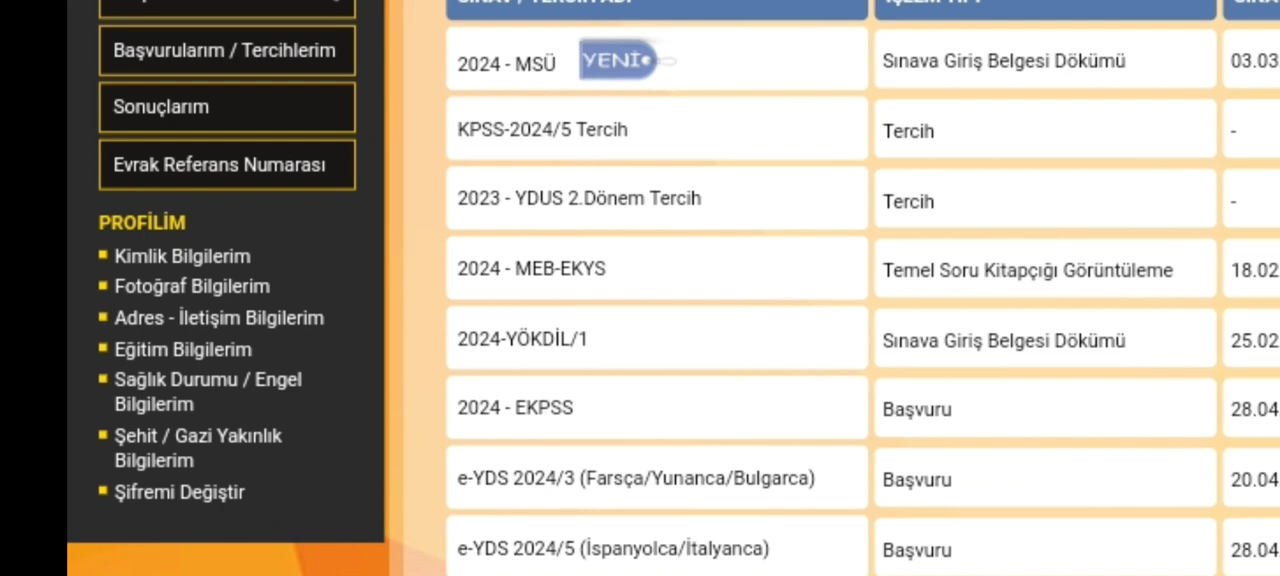 SINAV / TERCİH ADI
İŞLEM TİPİ
Başvurularım / Tercihlerim
Sonuçlarım
Evrak Referans Numarası
PROFİLİM
Kimlik Bilgilerim
Fotoğraf Bilgilerim
Adres - İletişim Bilgilerim
Eğitim Bilgilerim
Sağlık Durumu / Engel
Bilgilerim
Şehit / Gazi Yakınlık
Bilgilerim
Şifremi Değiştir
2024 - MSÜ YENİ Sınava Giriş Belgesi Dökümü 03.03
KPSS-2024/5 Tercih Tercih -
2023 - YDUS 2.Dönem Tercih Tercih -
2024 - MEB-EKYS Temel Soru Kitapçığı Görüntüleme 18.02
2024-YÖKDİL/1 Sınava Giriş Belgesi Dökümü 25.02
2024 - EKPSS Başvuru 28.04
e-YDS 2024/3 (Farsça/Yunanca/Bulgarca) Başvuru 20.04
e-YDS 2024/5 (İspanyolca/İtalyanca) Başvuru 28.04